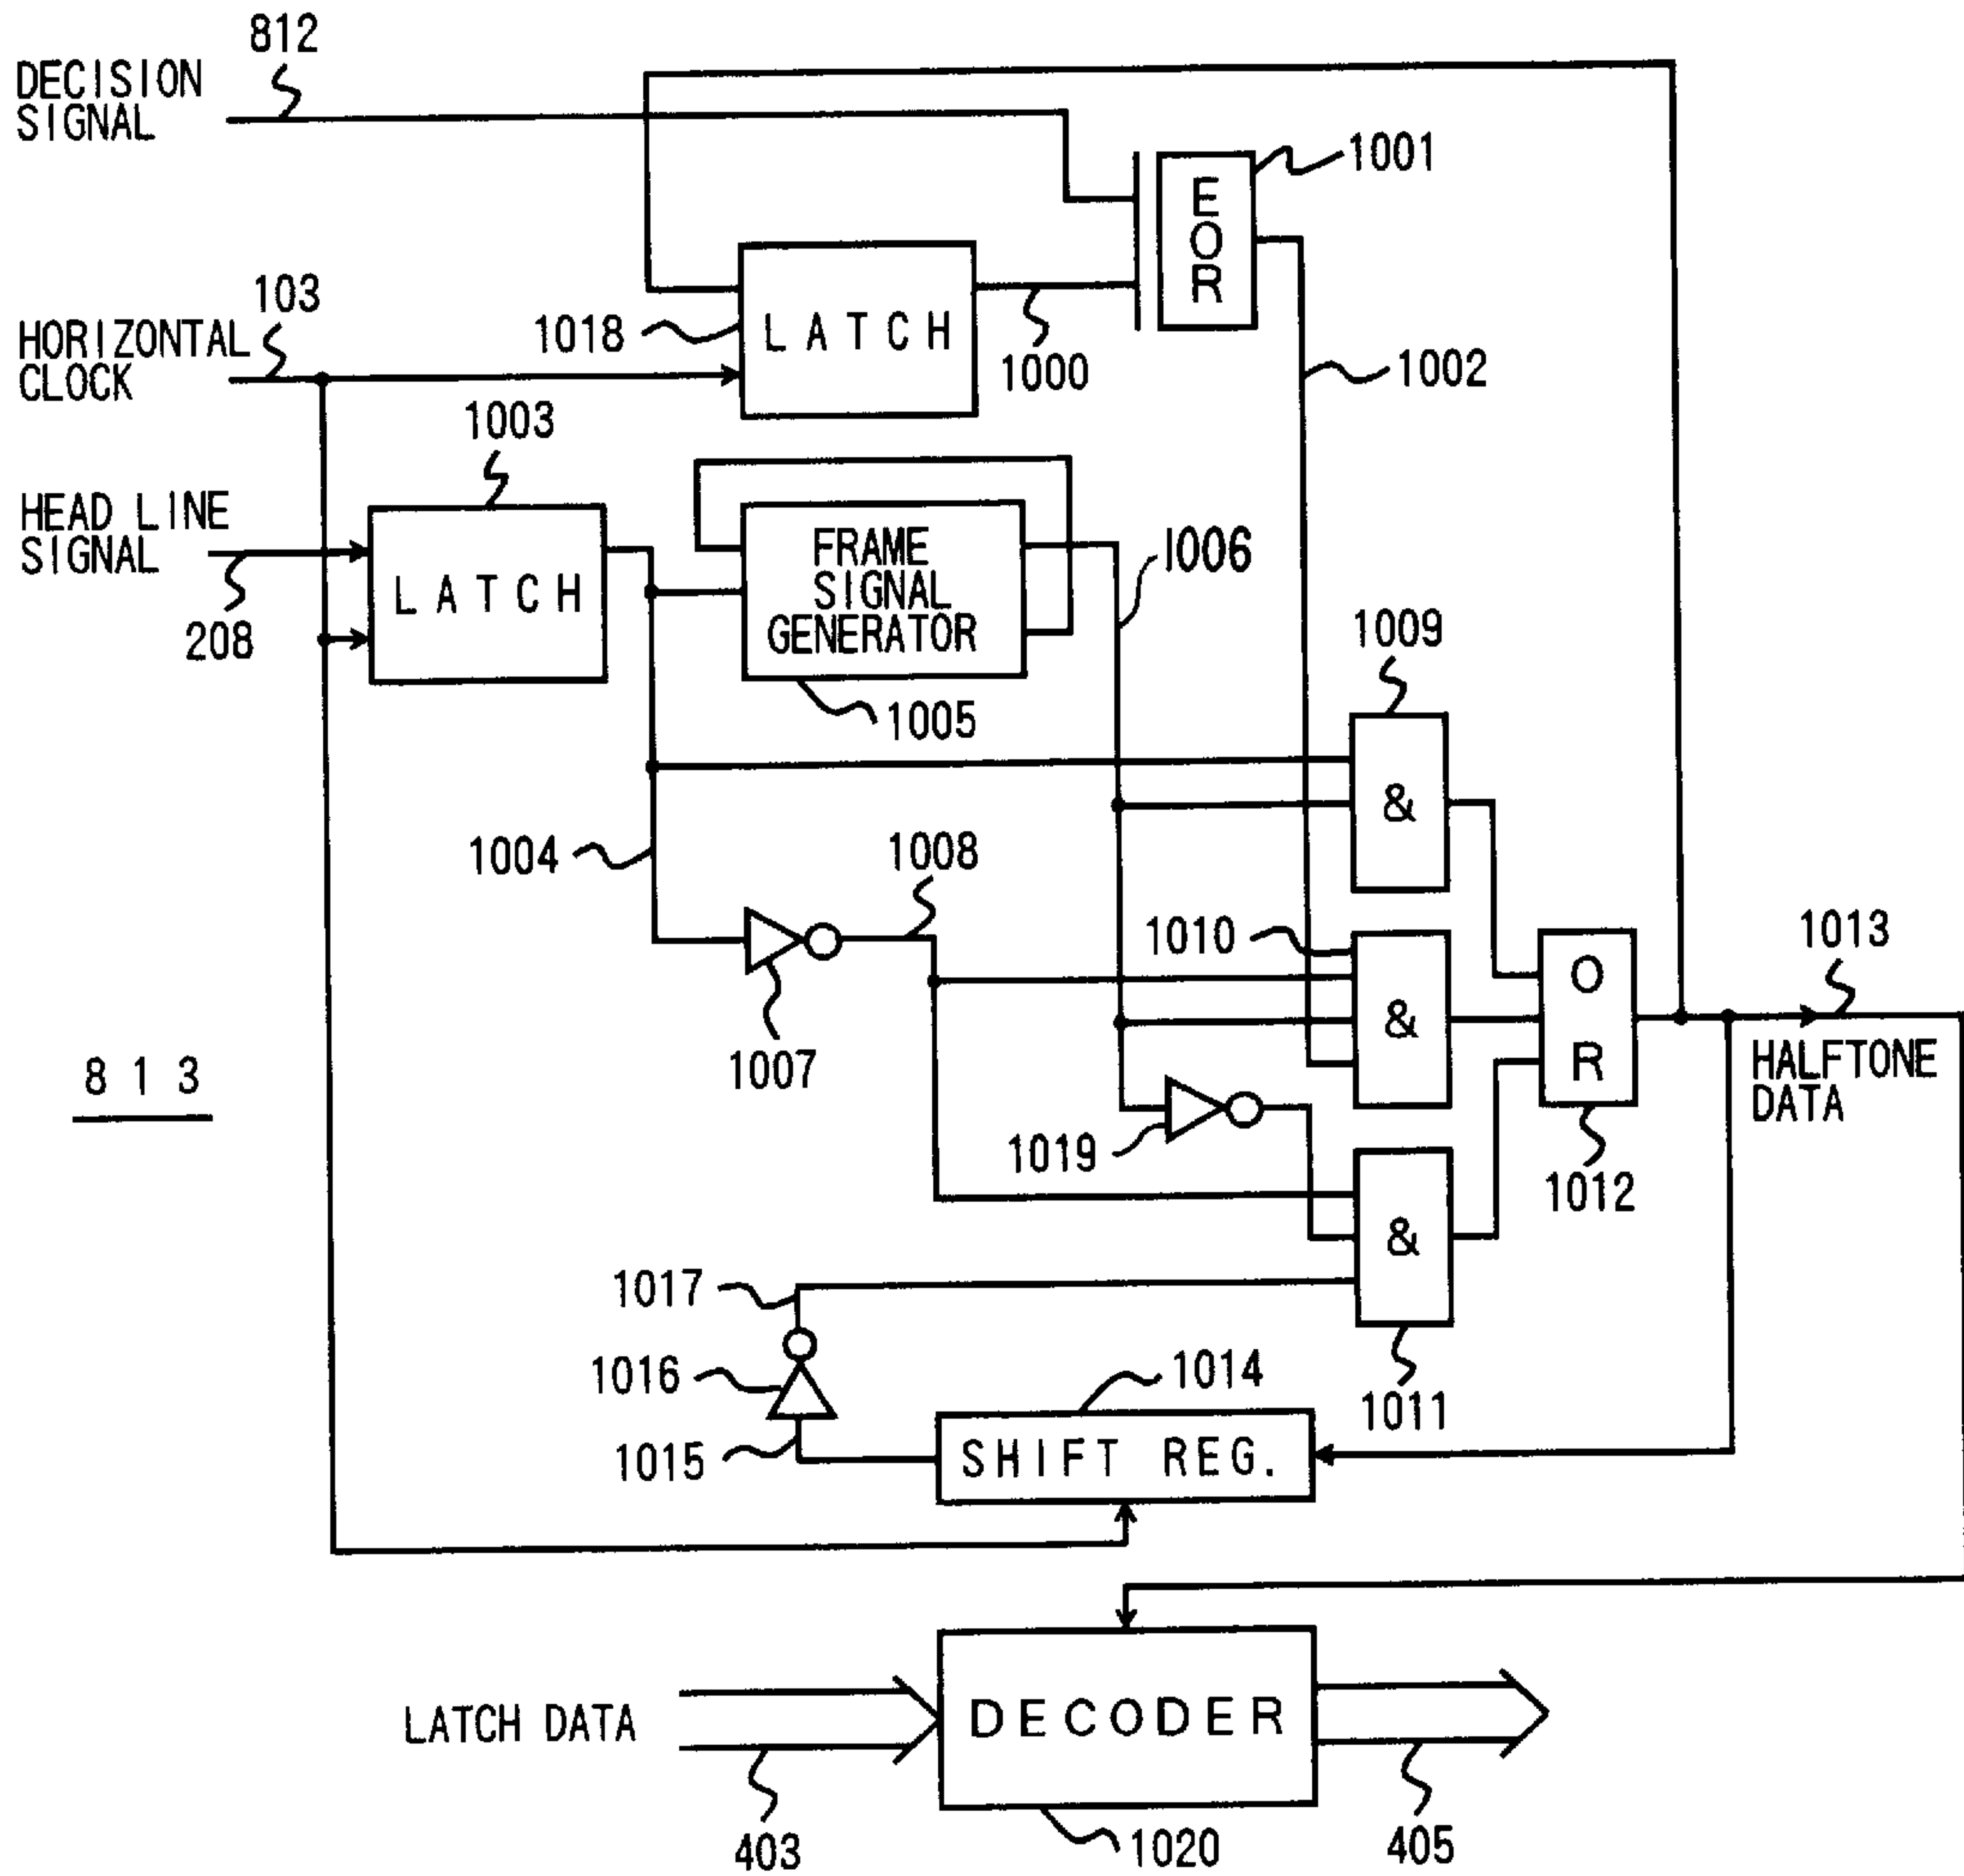 812
DECISION
SIGNAL
1001
EOR
103
HORIZONTAL
CLOCK
1018
LATCH
1000
1002
1003
HEAD LINE
SIGNAL
208
LATCH
FRAME
SIGNAL
GENERATOR
1005
1006
1009
&
1004
1008
1010
1007
&
OR
1013
HALFTONE
DATA
813
1019
1012
&
1017
1016
1014
1011
1015
SHIFT REG.
LATCH DATA
DECODER
403
1020
405